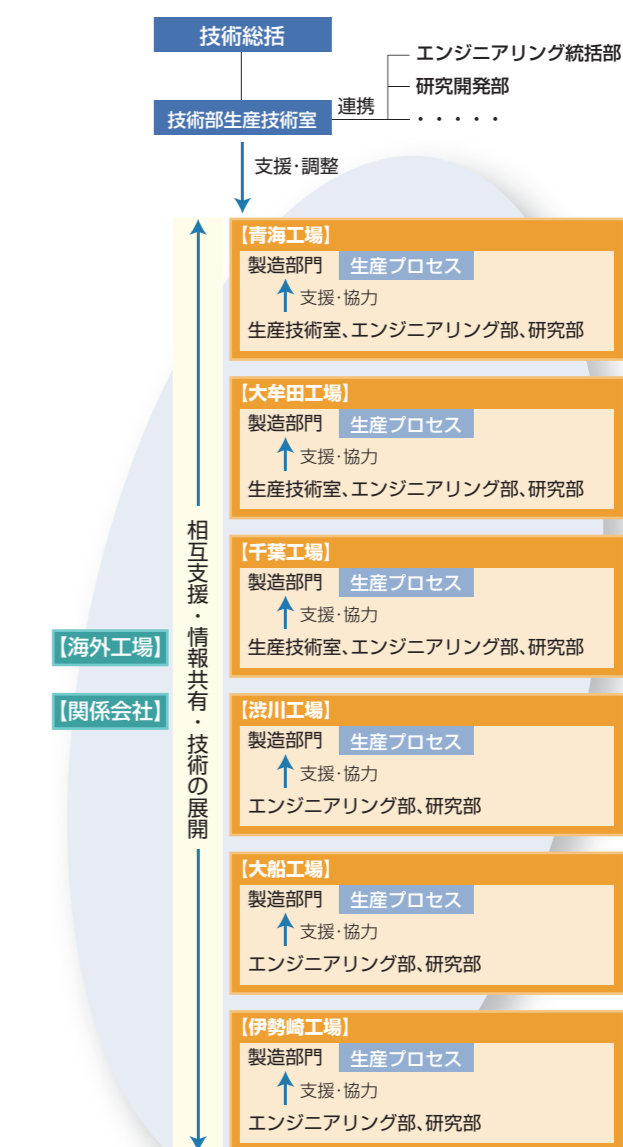 技術総括
エンジニアリング統括部
研究開発部
・・・・・
技術部生産技術室
連携
支援・調整
【青海工場】
製造部門 生産プロセス
支援・協力
生産技術室、エンジニアリング部、研究部
【大牟田工場】
製造部門 生産プロセス
支援・協力
生産技術室、エンジニアリング部、研究部
【千葉工場】
製造部門 生産プロセス
支援・協力
生産技術室、エンジニアリング部、研究部
【渋川工場】
製造部門 生産プロセス
支援・協力
エンジニアリング部、研究部
【大船工場】
製造部門 生産プロセス
支援・協力
エンジニアリング部、研究部
【伊勢崎工場】
製造部門 生産プロセス
支援・協力
エンジニアリング部、研究部
相互支援・情報共有・技術の展開
【海外工場】
【関係会社】